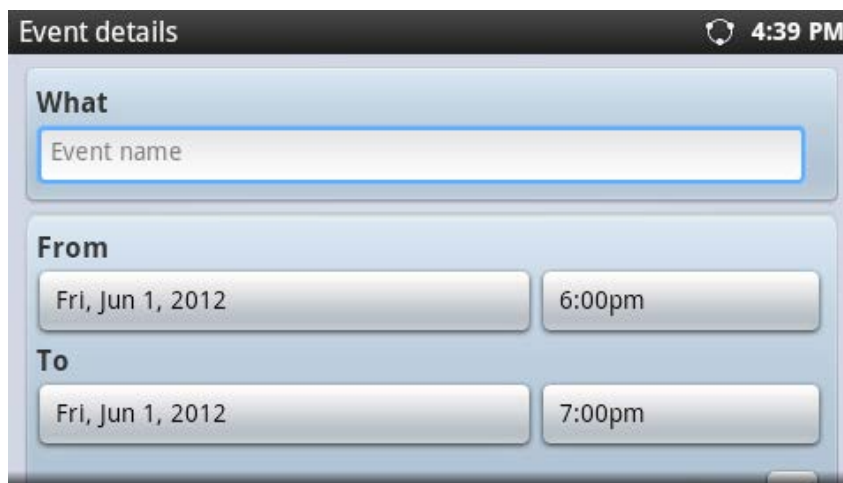 Event details 4:39 PM
What
Event name
From
Fri, Jun 1, 2012 6:00pm
To
Fri, Jun 1, 2012 7:00pm